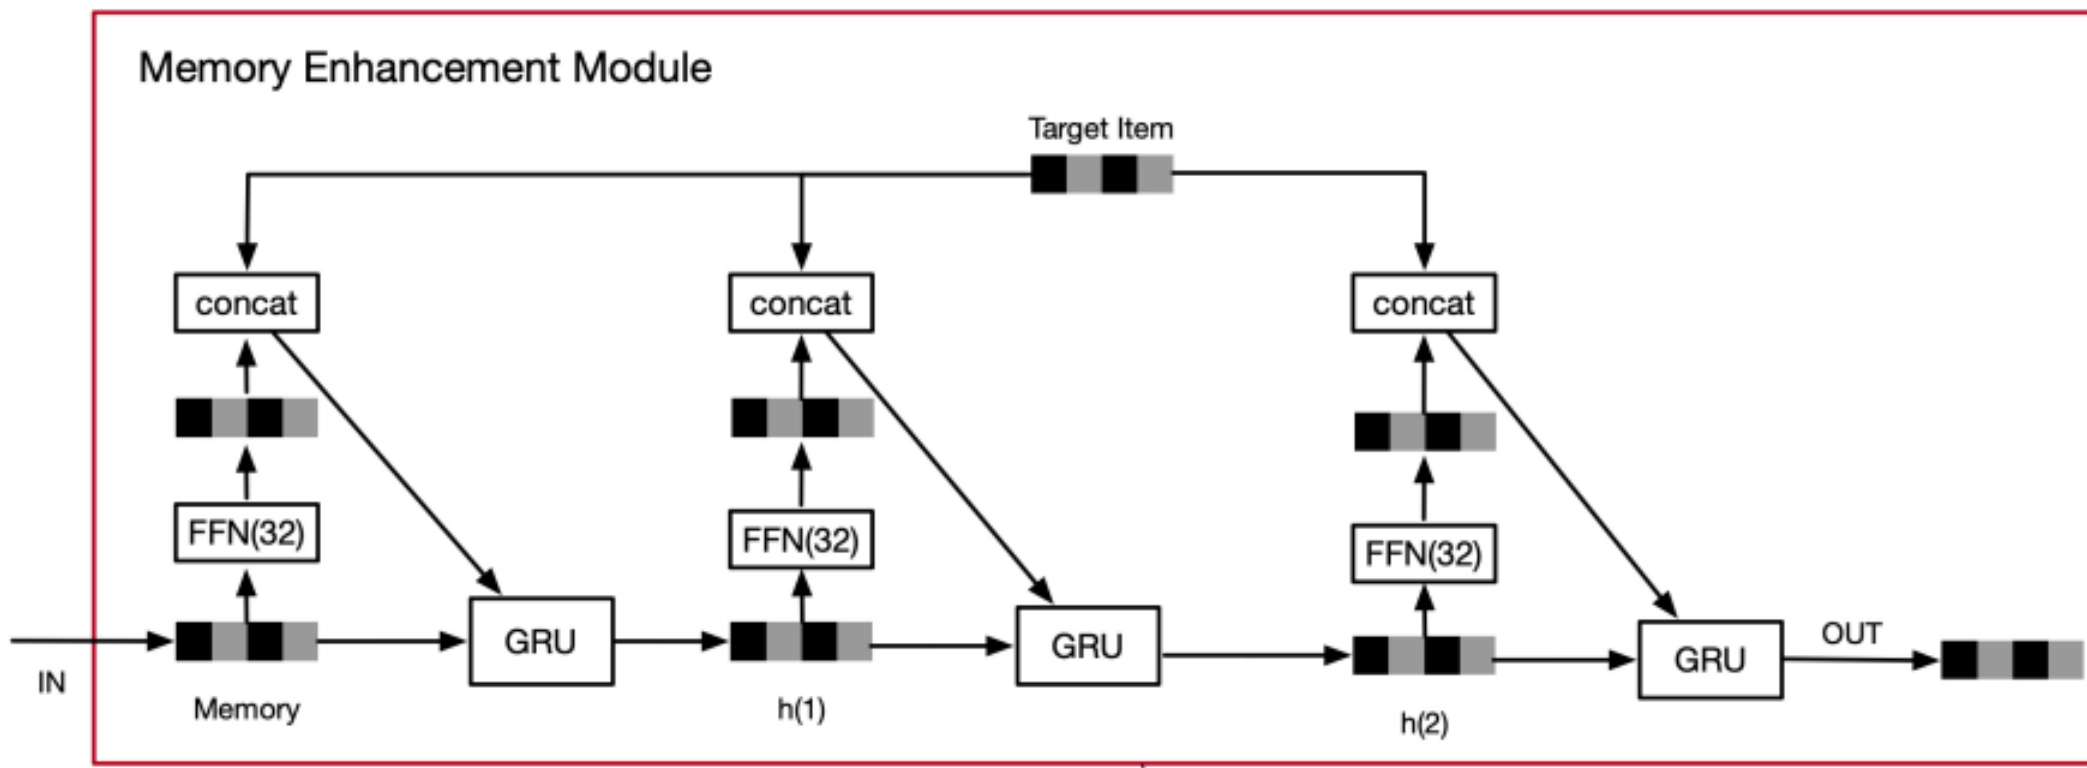 Memory Enhancement Module
Target Item
concat
concat
concat
FFN(32)
FFN(32)
FFN(32)
GRU
GRU
GRU
OUT
IN
Memory
h(1)
h(2)